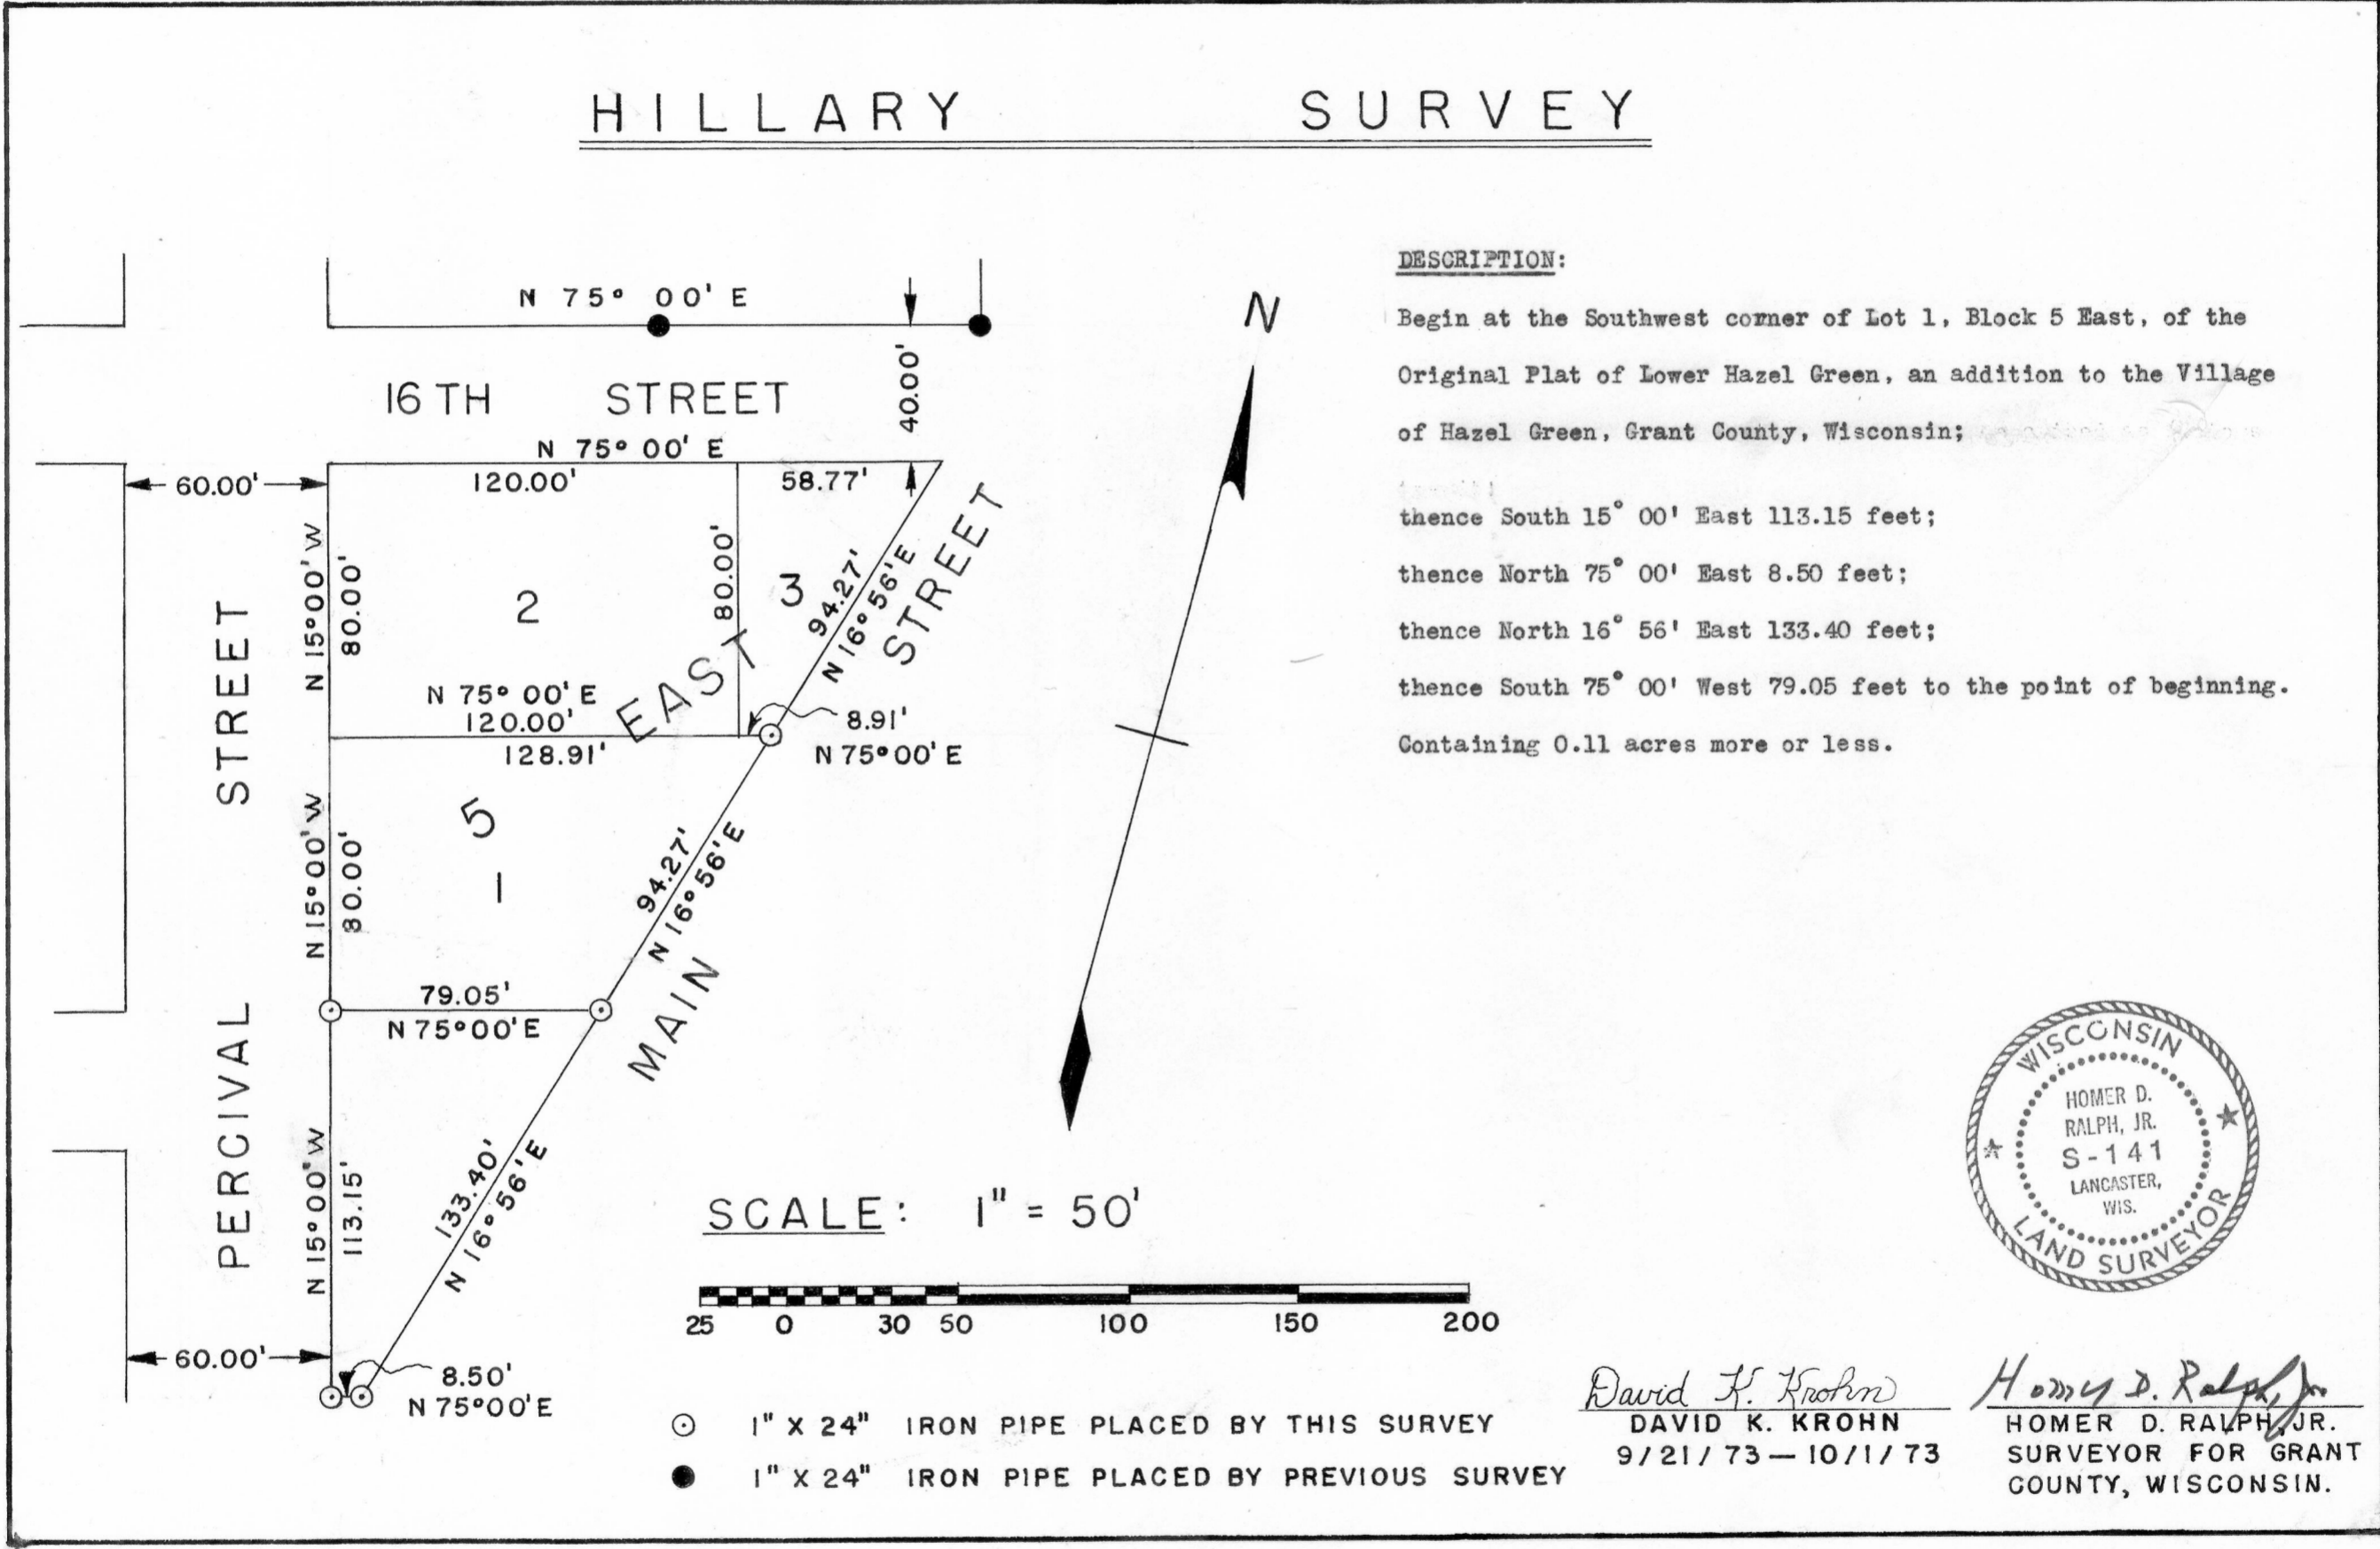 HILLARY SURVEY
N 75° 00' E
16TH STREET
40.00'
N 75° 00' E
60.00'
120.00'
58.77'
N 15°00' W
80.00'
2
80.00'
3
94.27'
N 16° 56' E
EAST
STREET
N 75° 00' E
120.00'
128.91'
8.91'
N 75°00' E
PERCIVAL STREET
N 15°00' W
80.00'
5
1
94.27'
N 16° 56' E
MAIN
79.05'
N 75°00' E
N 15°00' W
113.15'
133.40'
N 16° 56' E
60.00'
8.50'
N 75°00' E
N
DESCRIPTION:
Begin at the Southwest corner of Lot 1, Block 5 East, of the
Original Plat of Lower Hazel Green, an addition to the Village
of Hazel Green, Grant County, Wisconsin;
thence South 15° 00' East 113.15 feet;
thence North 75° 00' East 8.50 feet;
thence North 16° 56' East 133.40 feet;
thence South 75° 00' West 79.05 feet to the point of beginning.
Containing 0.11 acres more or less.
SCALE: 1" = 50'
25 0 30 50 100 150 200
1" X 24" IRON PIPE PLACED BY THIS SURVEY
1" X 24" IRON PIPE PLACED BY PREVIOUS SURVEY
WISCONSIN
HOMER D.
RALPH, JR.
S-141
LANCASTER,
WIS.
LAND SURVEYOR
David K. Krohn
DAVID K. KROHN
9/21/73 — 10/1/73
Homer D. Ralph, Jr.
HOMER D. RALPH, JR.
SURVEYOR FOR GRANT
COUNTY, WISCONSIN.